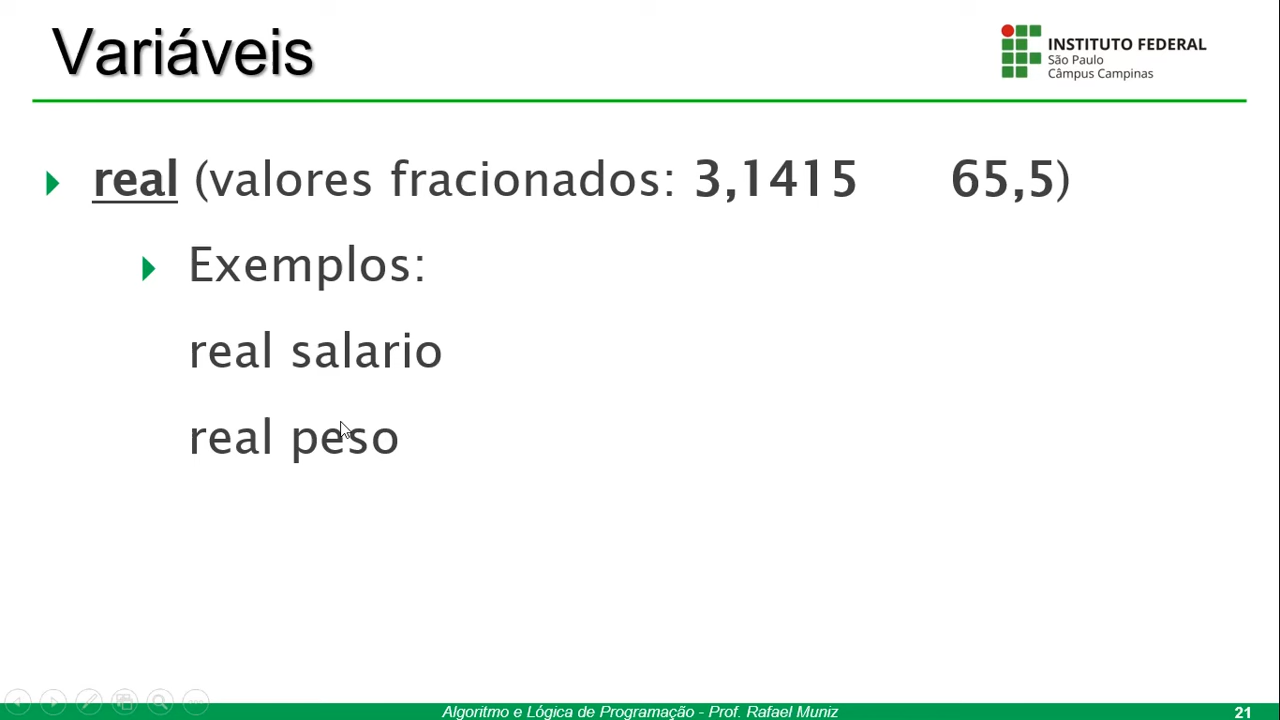 Variáveis
INSTITUTO FEDERAL
São Paulo
Câmpus Campinas
real (valores fracionados: 3,1415 65,5)
Exemplos:
real salario
real peso
Algoritmo e Lógica de Programação - Prof. Rafael Muniz
21